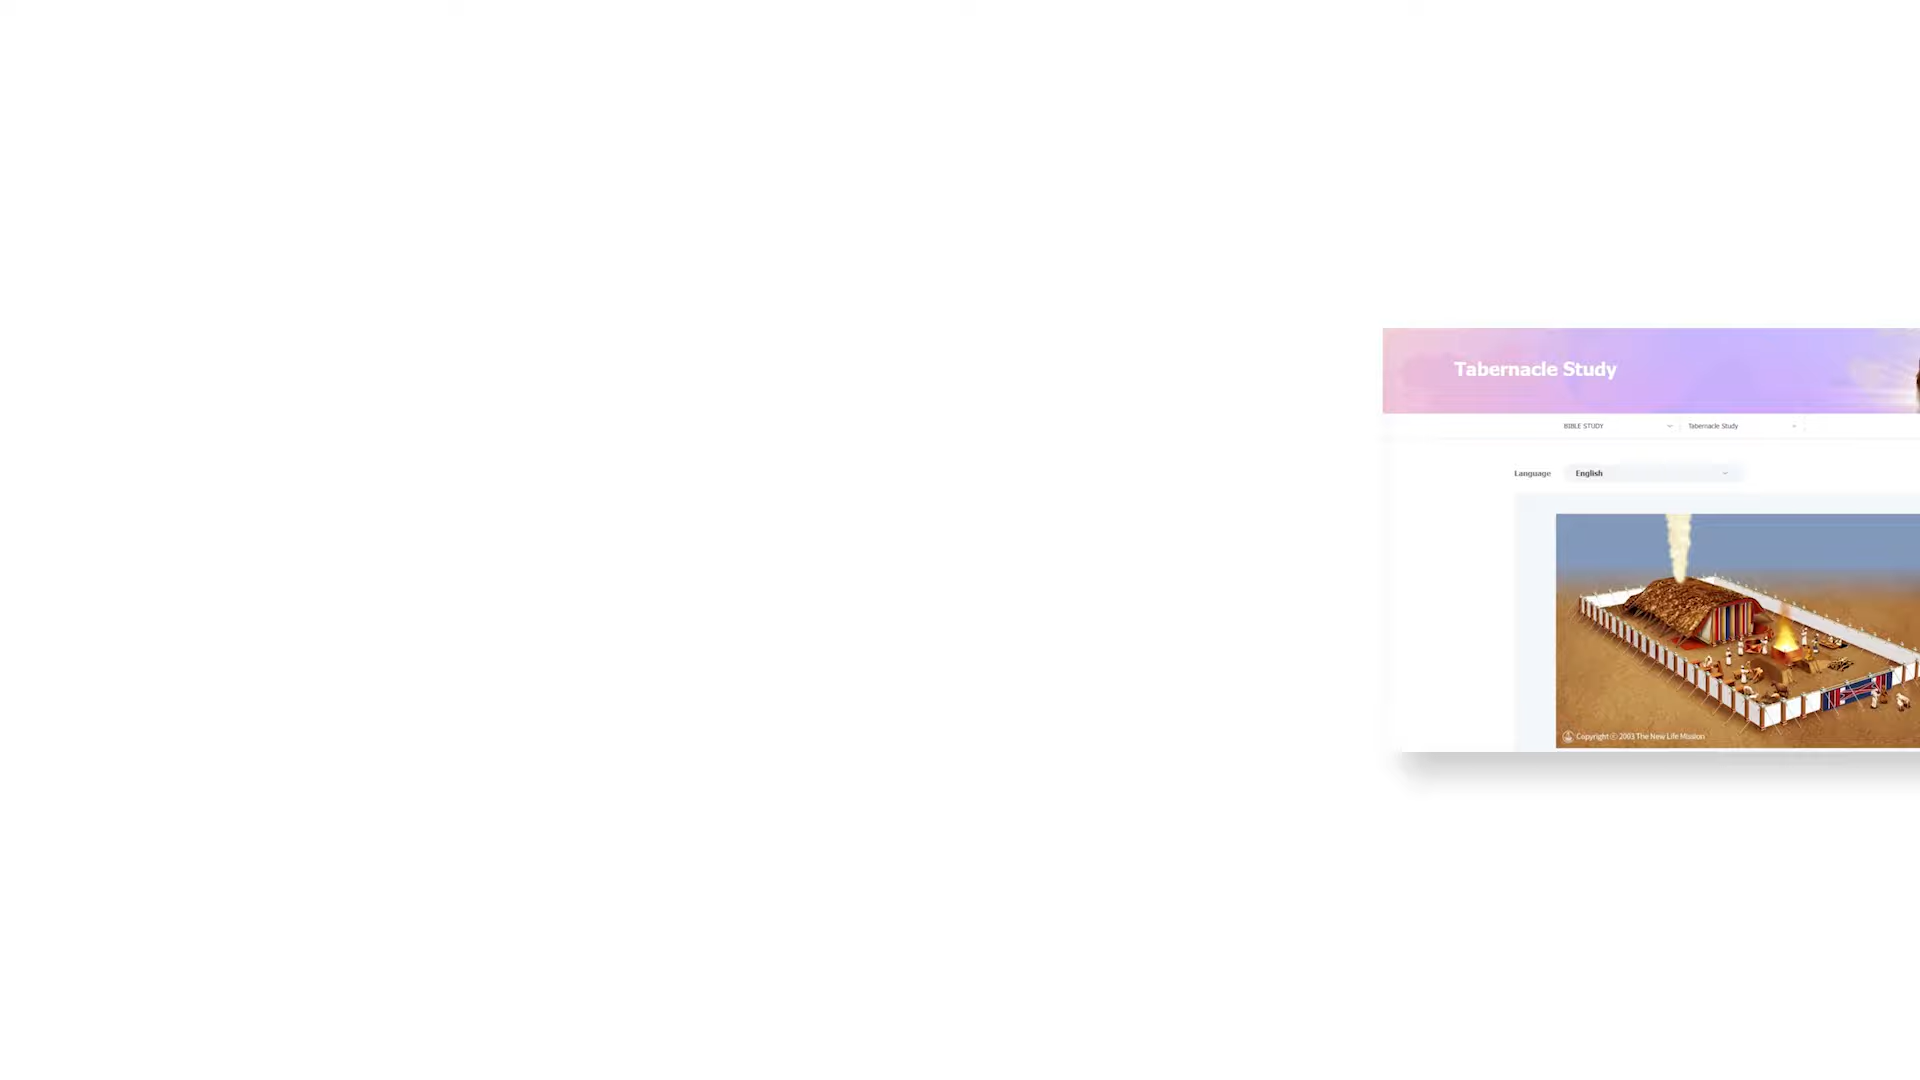 Tabernacle Study
BIBLE STUDY Tabernacle Study
Language English
Copyright ⓒ 2003 The New Life Mission